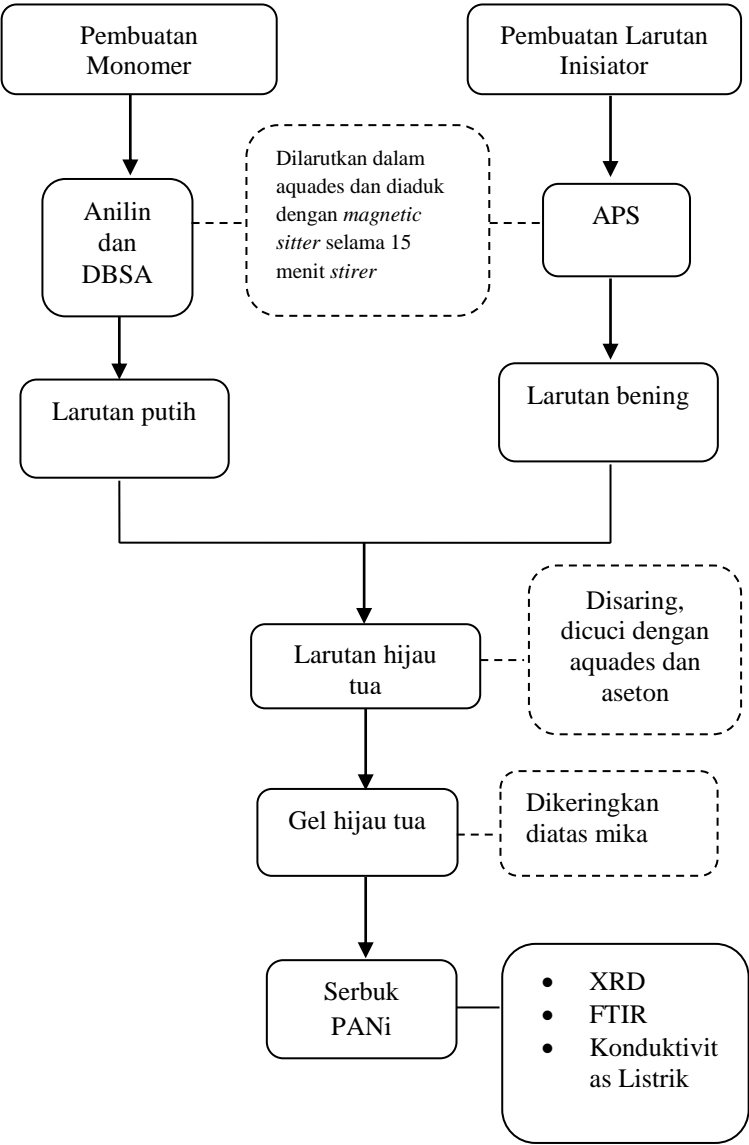 Pembuatan
Monomer
Pembuatan Larutan
Inisiator
Dilarutkan dalam
aquades dan diaduk
dengan magnetic
sitter selama 15
menit stirer
Anilin
dan
DBSA
APS
Larutan putih
Larutan bening
Disaring,
dicuci dengan
aquades dan
aseton
Larutan hijau
tua
Gel hijau tua
Dikeringkan
diatas mika
Serbuk
PANi
• XRD
• FTIR
• Konduktivit
as Listrik